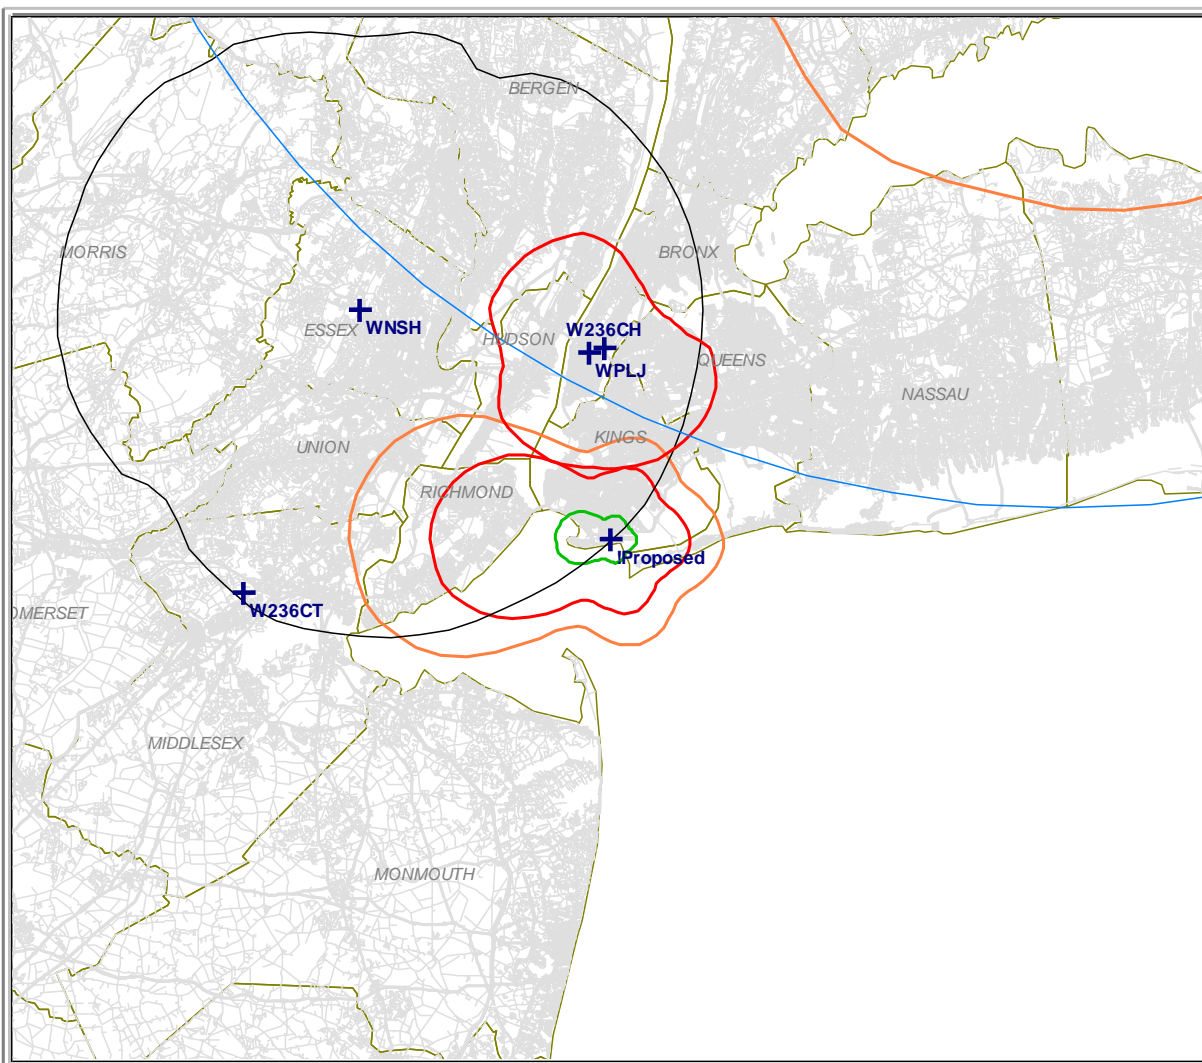 BERGEN
MORRIS
BRONX
ESSEX
WNSH
HUDSON
W236CH
WPLJ
QUEENS
NASSAU
UNION
KINGS
RICHMOND
!Proposed
W236CT
OMERSET
MIDDLESEX
MONMOUTH